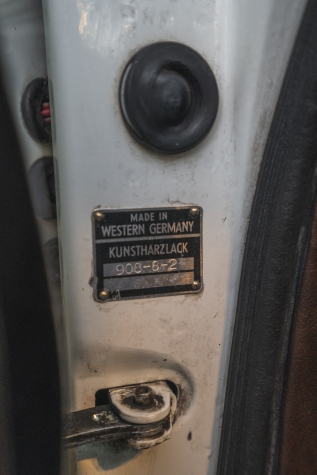 MADE IN
WESTERN GERMANY
KUNSTHARZLACK
908-6-2